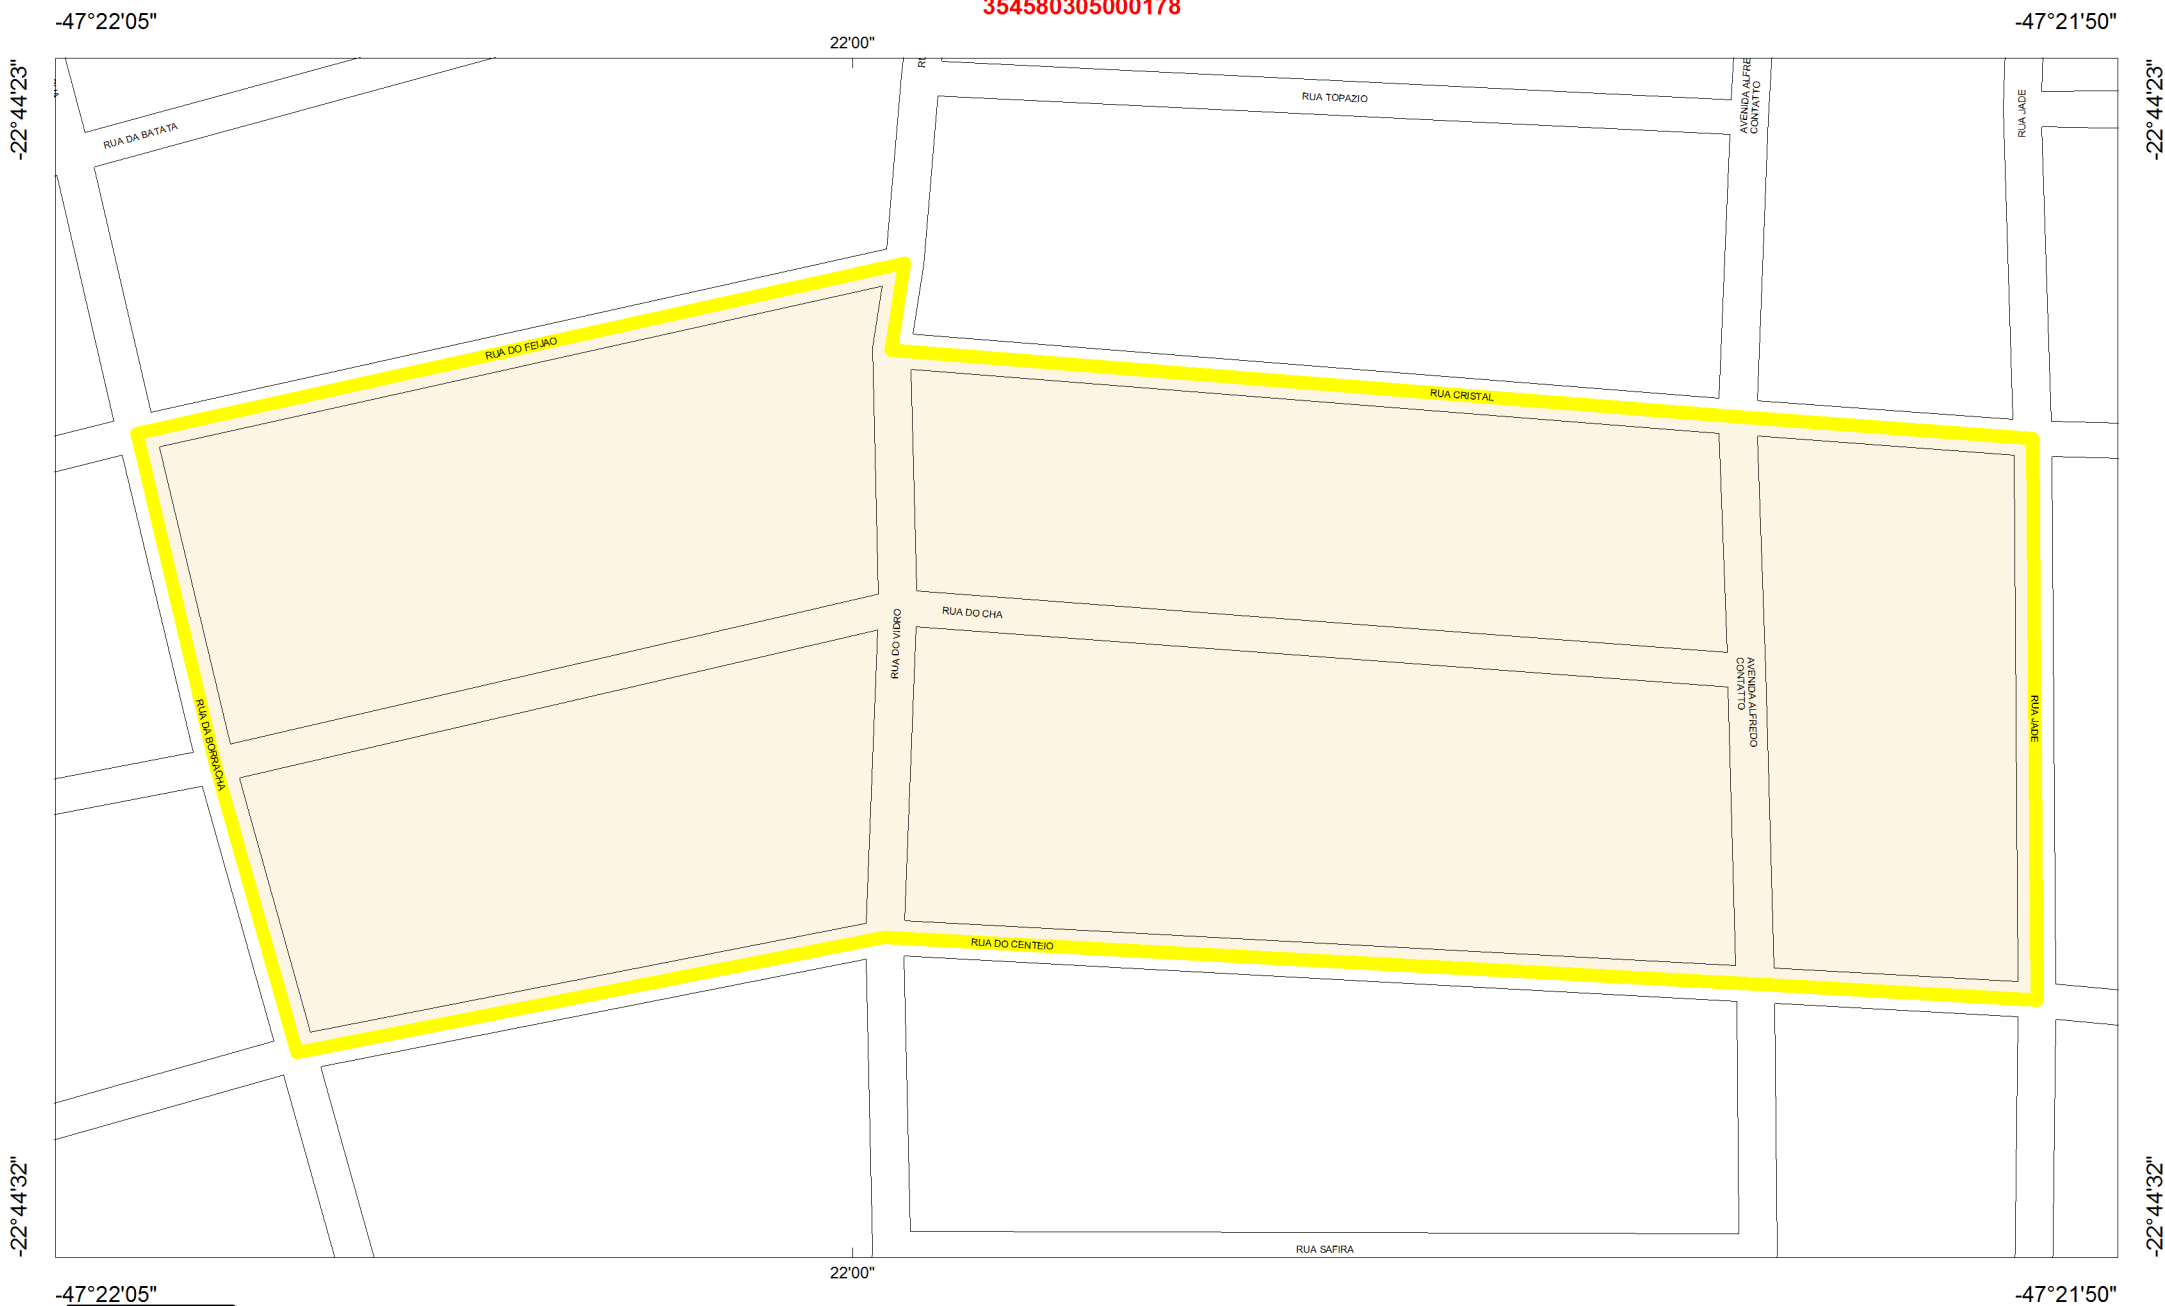 354580305000178
-47°22'05"
-47°21'50"
22'00"
-22°44'23"
-22°44'23"
RUA TOPAZIO
AVENIDA ALFRE
CONTATTO
RUA JADE
RUA DA BATATA
RUA DO FEIJAO
RUA CRISTAL
RUA DO CHA
RUA DO VIDRO
AVENIDA ALFREDO
CONTATTO
RUA DA BORRACHA
RUA JADE
RUA DO CENTEIO
-22°44'32"
-22°44'32"
RUA SAFIRA
22'00"
-47°22'05"
-47°21'50"